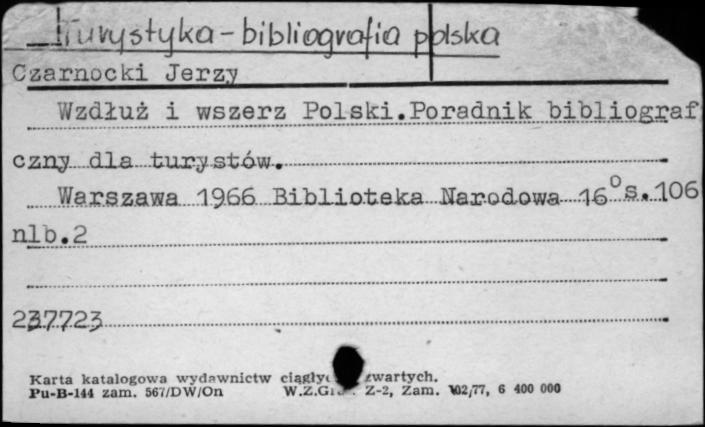 Turystyka - bibliografia polska
Czarnocki Jerzy
Wzdłuż i wszerz Polski.Poradnik bibliograf
czny dla turystów.
Warszawa 1966 Biblioteka Narodowa 16° s.106
nlb.2
237723
Karta katalogowa wydawnictw zwartych.
Pu-B-144 zam. 567/DW/On W.Z.Gr. Z-2, Zam. 102/77, 6 400 000